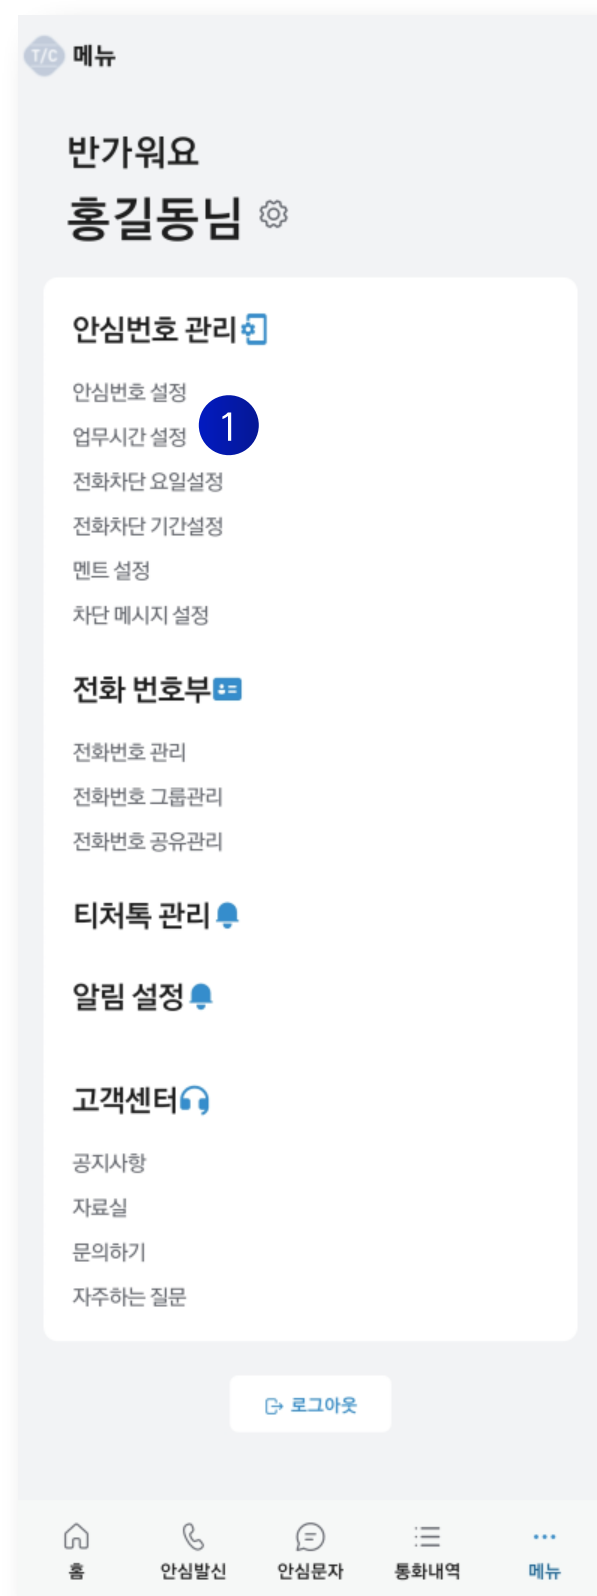 T/C 메뉴
반가워요
홍길동님
안심번호 관리
안심번호 설정
업무시간 설정 1
전화차단 요일설정
전화차단 기간설정
멘트 설정
차단 메시지 설정
전화 번호부
전화번호 관리
전화번호 그룹관리
전화번호 공유관리
티처톡 관리
알림 설정
고객센터
공지사항
자료실
문의하기
자주하는 질문
로그아웃
홈 안심발신 안심문자 통화내역 메뉴